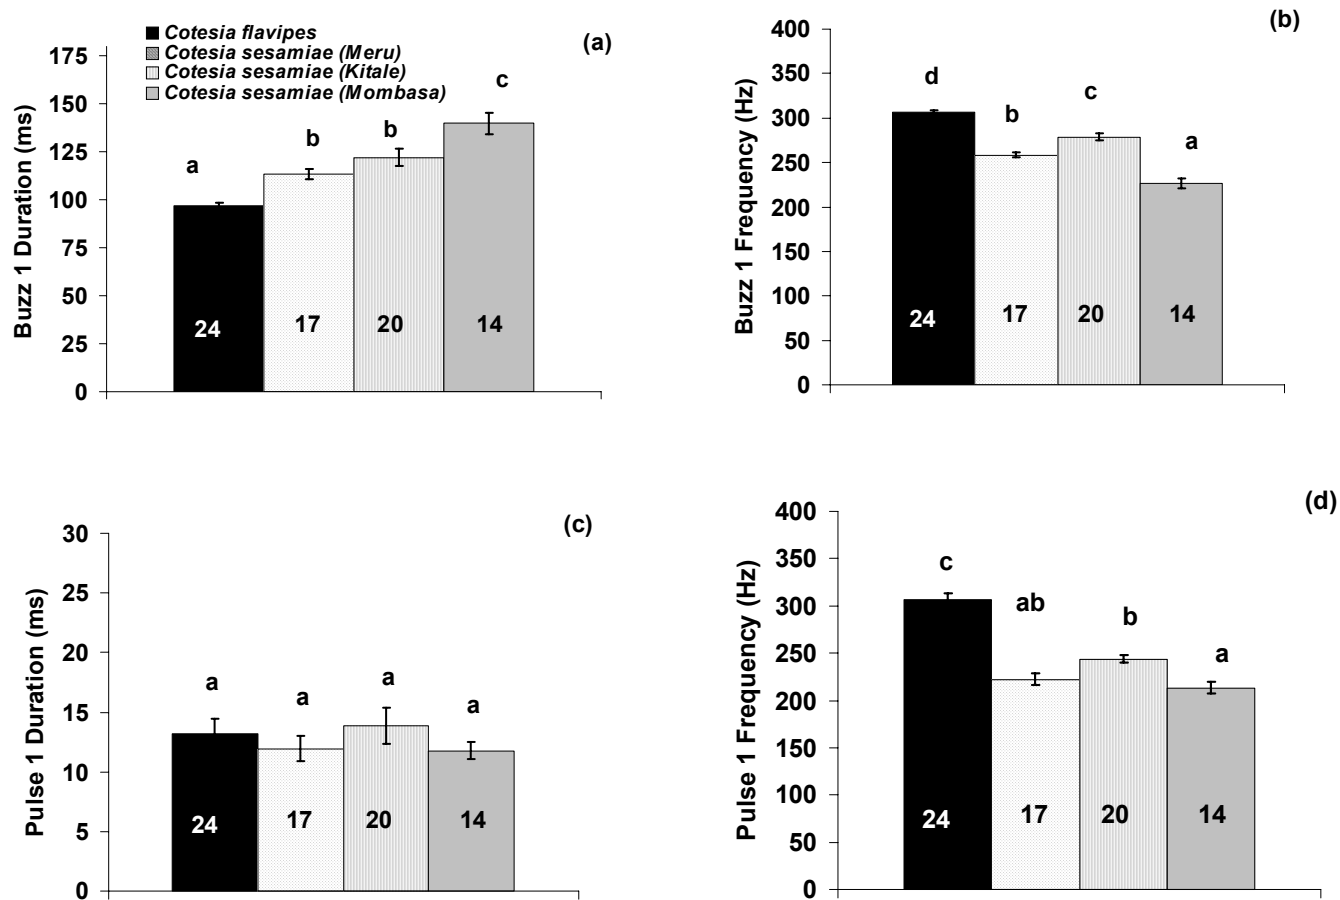 Cotesia flavipes
Cotesia sesamiae (Meru)
Cotesia sesamiae (Kitale)
Cotesia sesamiae (Mombasa)
(a)
Buzz 1 Duration (ms)
175
150
125
100
75
50
25
0
a
b
b
c
24
17
20
14
(b)
Buzz 1 Frequency (Hz)
400
350
300
250
200
150
100
50
0
d
b
c
a
24
17
20
14
(c)
Pulse 1 Duration (ms)
30
25
20
15
10
5
0
a
a
a
a
24
17
20
14
(d)
Pulse 1 Frequency (Hz)
400
350
300
250
200
150
100
50
0
c
ab
b
a
24
17
20
14